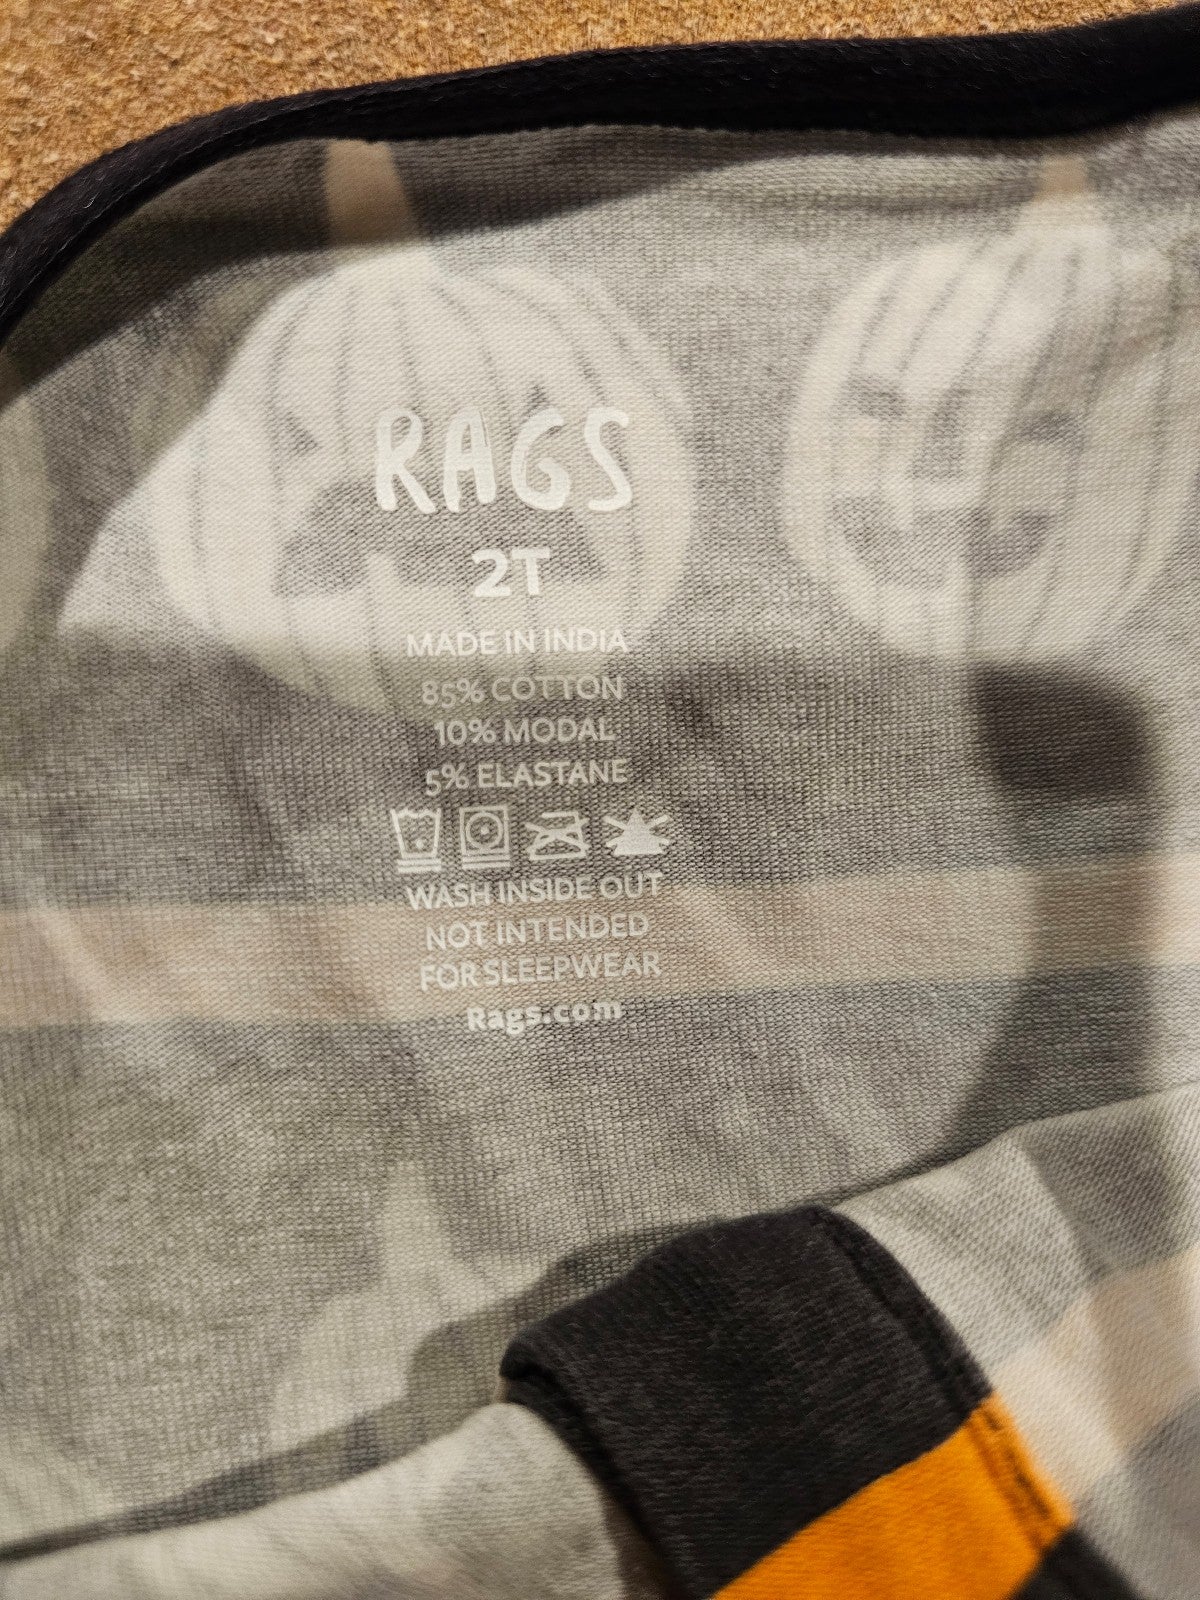 RAGS
2T
MADE IN INDIA
85% COTTON
10% MODAL
5% ELASTANE
WASH INSIDE OUT
NOT INTENDED
FOR SLEEPWEAR
Rags.com